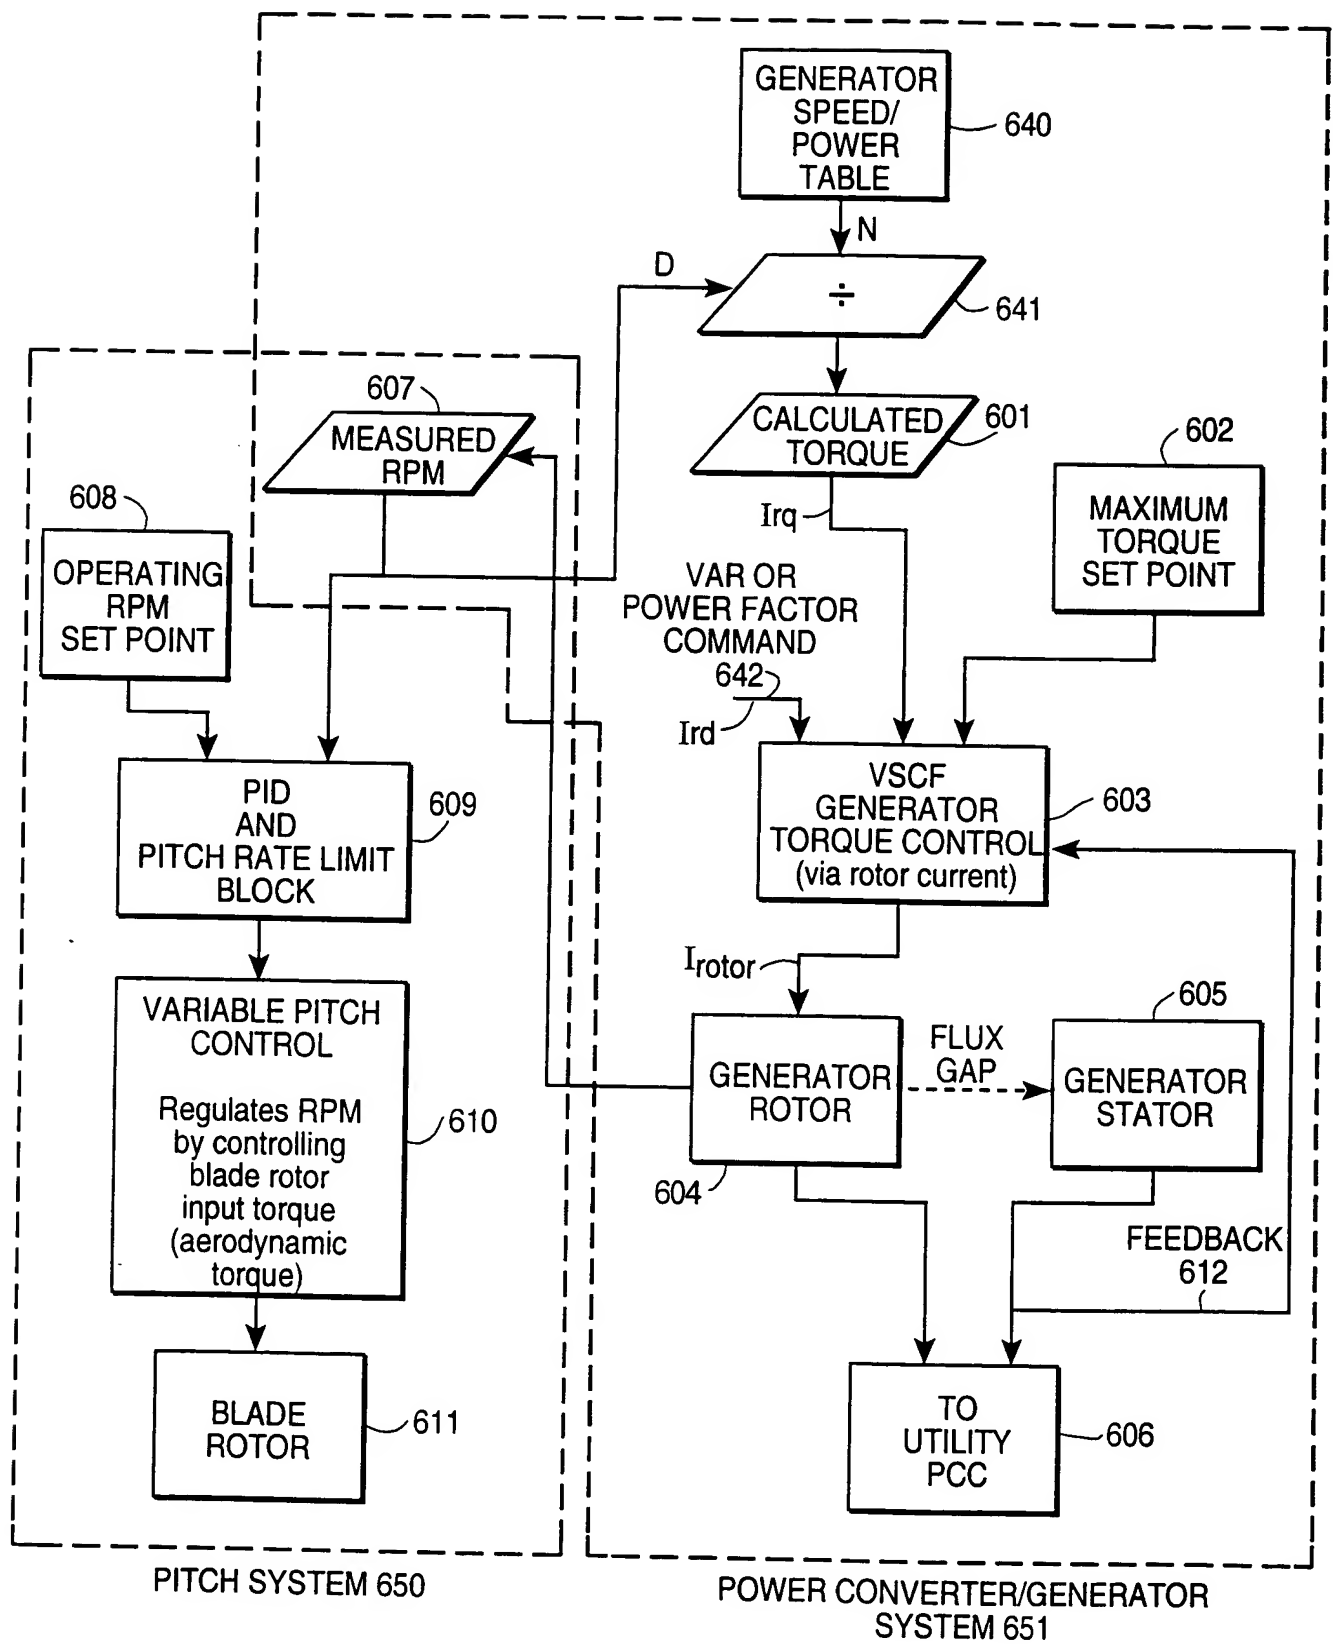 GENERATOR
SPEED/
POWER
TABLE
640
N
D
÷
641
607
MEASURED
RPM
CALCULATED
TORQUE
601
602
608
Irq
MAXIMUM
TORQUE
SET POINT
OPERATING
RPM
SET POINT
VAR OR
POWER FACTOR
COMMAND
642
Ird
PID
AND
PITCH RATE LIMIT
BLOCK
609
VSCF
GENERATOR
TORQUE CONTROL
(via rotor current)
603
Irotor
VARIABLE PITCH
CONTROL
Regulates RPM
by controlling
blade rotor
input torque
(aerodynamic
torque)
610
GENERATOR
ROTOR
604
FLUX
GAP
605
GENERATOR
STATOR
FEEDBACK
612
BLADE
ROTOR
611
TO
UTILITY
PCC
606
PITCH SYSTEM 650
POWER CONVERTER/GENERATOR
SYSTEM 651